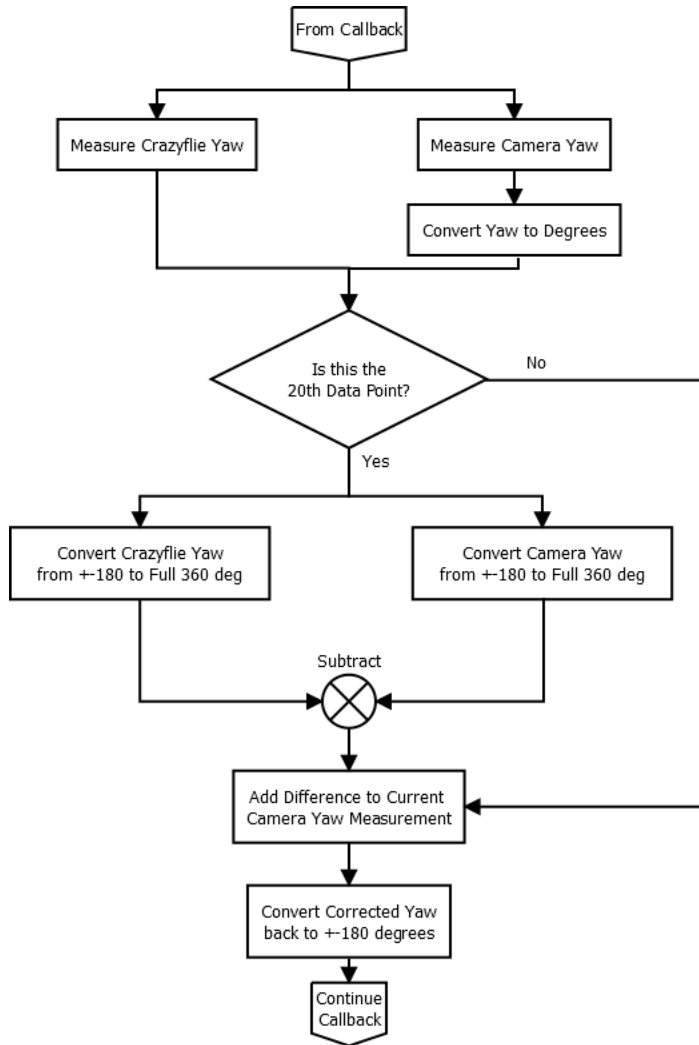 From Callback
Measure Crazyflie Yaw
Measure Camera Yaw
Convert Yaw to Degrees
Is this the
20th Data Point?
No
Yes
Convert Crazyflie Yaw
from +-180 to Full 360 deg
Convert Camera Yaw
from +-180 to Full 360 deg
Subtract
Add Difference to Current
Camera Yaw Measurement
Convert Corrected Yaw
back to +-180 degrees
Continue
Callback